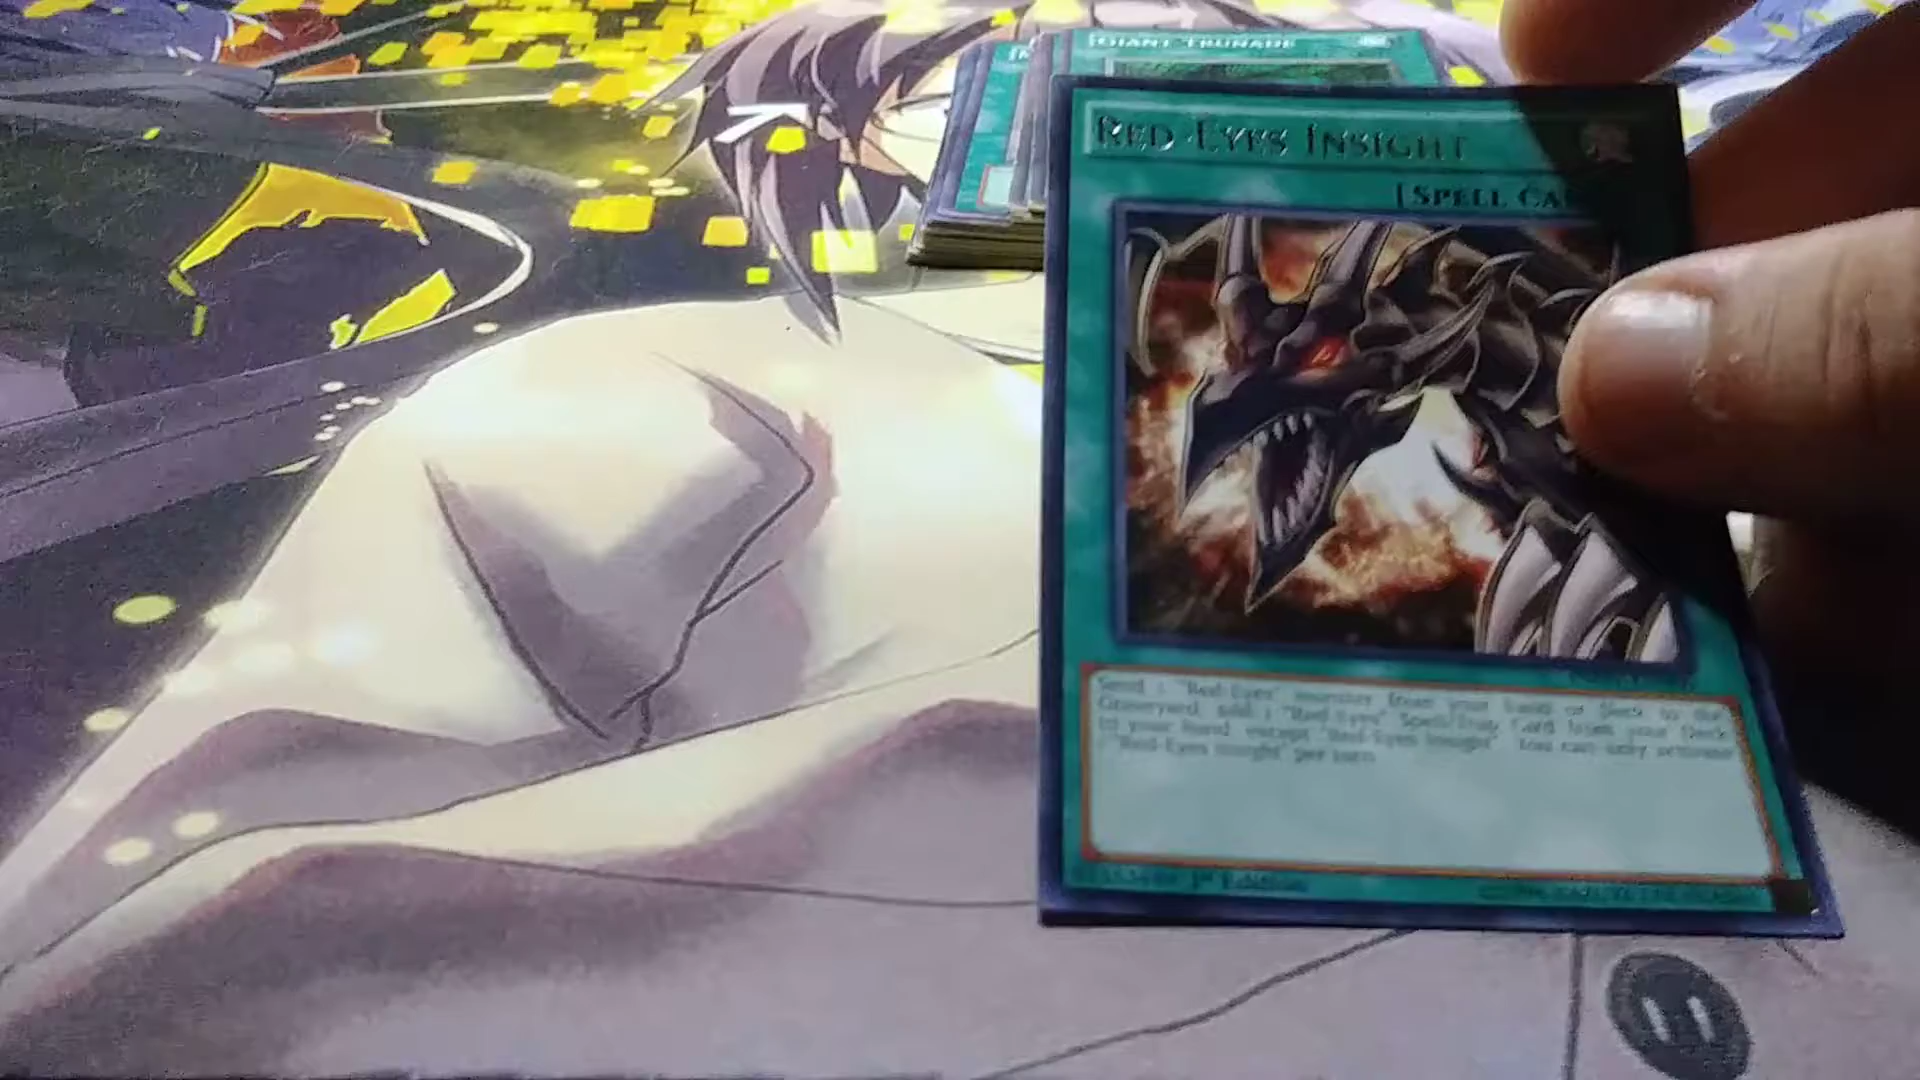 GIANT TRUNADE
RED-EYES INSIGHT
[SPELL CA
Send 1 "Red-Eyes" monster from your hand or Deck to the
Graveyard; add 1 "Red-Eyes" Spell/Trap Card from your Deck
to your hand, except "Red-Eyes Insight". You can only activate
1 "Red-Eyes Insight" per turn.
1st Edition